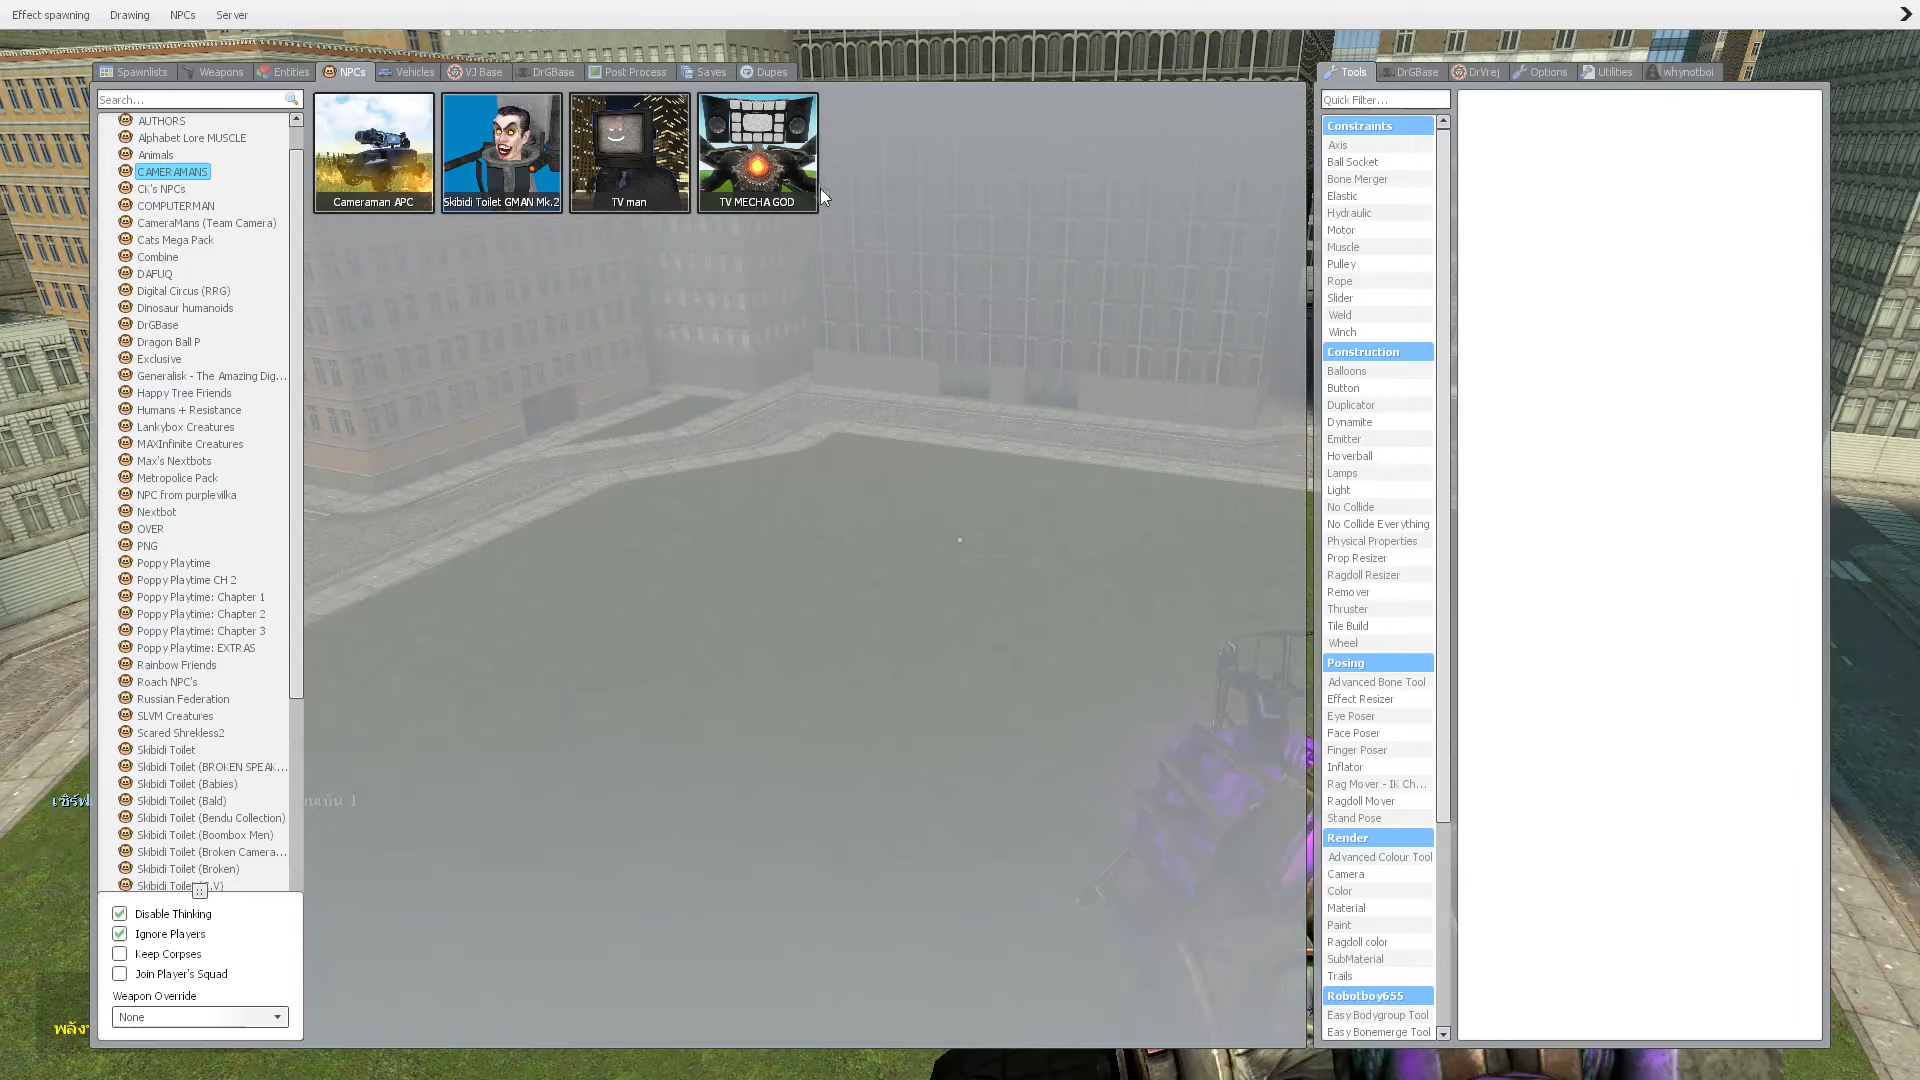 Effect spawning Drawing NPCs Server
Spawnlists Weapons Entities NPCs Vehicles VJ Base DrGBase Post Process Saves Dupes
Search...
AUTHORS
Alphabet Lore MUSCLE
Animals
CAMERAMANS
Ck's NPCs
COMPUTERMAN
CameraMans (Team Camera)
Cats Mega Pack
Combine
DAFUQ
Digital Circus (RRG)
Dinosaur humanoids
DrGBase
Dragon Ball P
Exclusive
Generalisk - The Amazing Dig...
Happy Tree Friends
Humans + Resistance
Lankybox Creatures
MAXInfinite Creatures
Max's Nextbots
Metropolice Pack
NPC from purplevilka
Nextbot
OVER
PNG
Poppy Playtime
Poppy Playtime CH 2
Poppy Playtime: Chapter 1
Poppy Playtime: Chapter 2
Poppy Playtime: Chapter 3
Poppy Playtime: EXTRAS
Rainbow Friends
Roach NPC's
Russian Federation
SLVM Creatures
Scared Shrekless2
Skibidi Toilet
Skibidi Toilet (BROKEN SPEAK...
Skibidi Toilet (Babies)
Skibidi Toilet (Bald)
Skibidi Toilet (Bendu Collection)
Skibidi Toilet (Boombox Men)
Skibidi Toilet (Broken Camera...
Skibidi Toilet (Broken)
Skibidi Toilet
Disable Thinking
Ignore Players
Keep Corpses
Join Player's Squad
Weapon Override
None
Cameraman APC
Skibidi Toilet GMAN Mk.2
TV man
TV MECHA GOD
Tools DrGBase DrVrej Options Utilities whynotboi
Quick Filter...
Constraints
Axis
Ball Socket
Bone Merger
Elastic
Hydraulic
Motor
Muscle
Pulley
Rope
Slider
Weld
Winch
Construction
Balloons
Button
Duplicator
Dynamite
Emitter
Hoverball
Lamps
Light
No Collide
No Collide Everything
Physical Properties
Prop Resizer
Ragdoll Resizer
Remover
Thruster
Tile Build
Wheel
Posing
Advanced Bone Tool
Effect Resizer
Eye Poser
Face Poser
Finger Poser
Inflator
Rag Mover - IK Ch...
Ragdoll Mover
Stand Pose
Render
Advanced Colour Tool
Camera
Color
Material
Paint
Ragdoll color
SubMaterial
Trails
Robotboy655
Easy Bodygroup Tool
Easy Bonemerge Tool